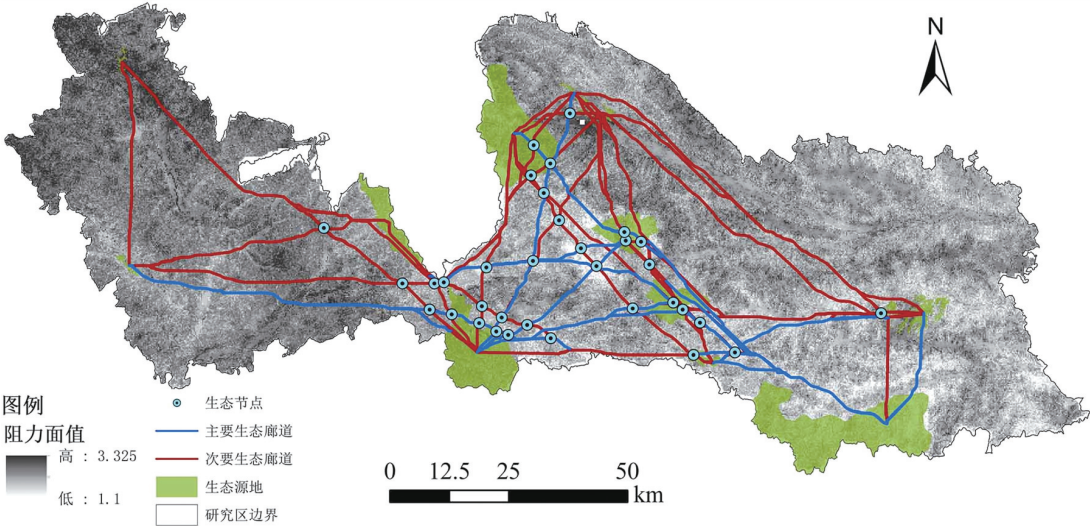 N
图例
阻力面值
高 : 3.325
低 : 1.1
生态节点
主要生态廊道
次要生态廊道
生态源地
研究区边界
0 12.5 25 50
km